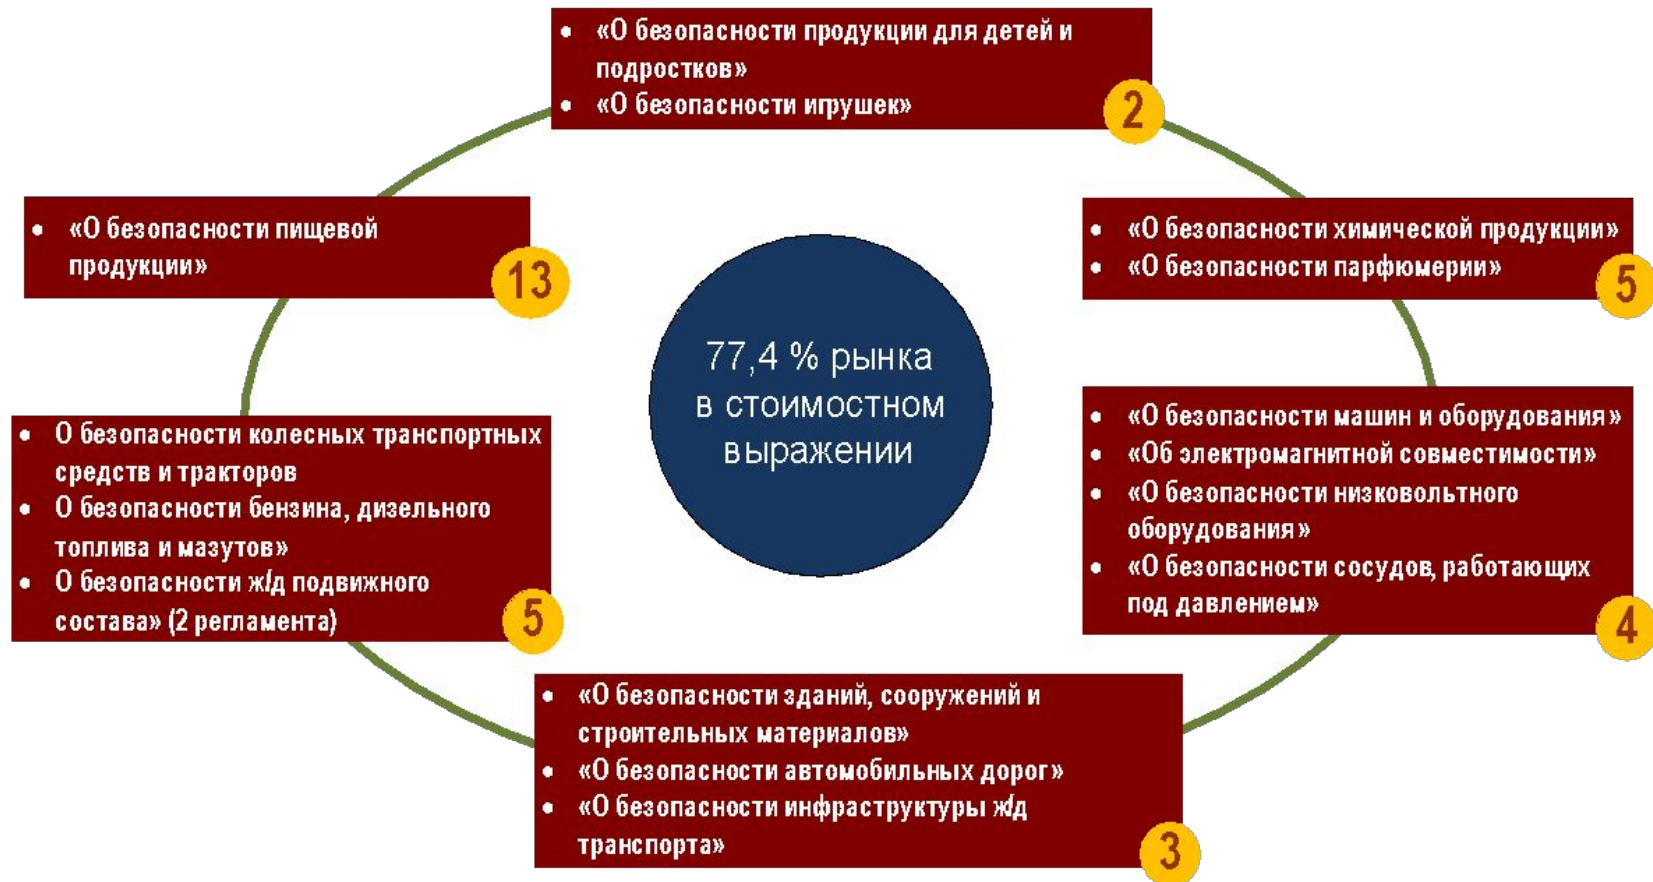 • «О безопасности продукции для детей и
подростков»
• «О безопасности игрушек»
2
• «О безопасности пищевой
продукции»
13
• «О безопасности химической продукции»
• «О безопасности парфюмерии»
5
77,4 % рынка
в стоимостном
выражении
• О безопасности колесных транспортных
средств и тракторов
• О безопасности бензина, дизельного
топлива и мазутов»
• О безопасности ж/д подвижного
состава» (2 регламента)
5
• «О безопасности машин и оборудования»
• «Об электромагнитной совместимости»
• «О безопасности низковольтного
оборудования»
• «О безопасности сосудов, работающих
под давлением»
4
• «О безопасности зданий, сооружений и
строительных материалов»
• «О безопасности автомобильных дорог»
• «О безопасности инфраструктуры ж/д
транспорта»
3